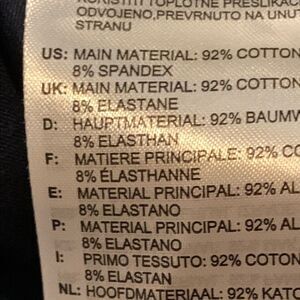 KORISTITI TOPLOTNE PRESLIKAČ
ODVOJENO,PREVRNUTO NA UNUT
STRANU
US: MAIN MATERIAL: 92% COTTON
8% SPANDEX
UK: MAIN MATERIAL: 92% COTTON
8% ELASTANE
D: HAUPTMATERIAL: 92% BAUMW
8% ELASTHAN
F: MATIERE PRINCIPALE: 92% CO
8% ÉLASTHANNE
E: MATERIAL PRINCIPAL: 92% AL
8% ELASTANO
P: MATERIAL PRINCIPAL: 92% AL
8% ELASTANO
I: PRIMO TESSUTO: 92% COTON
8% ELASTAN
NL: HOOFDMATERIAAL: 92% KATO